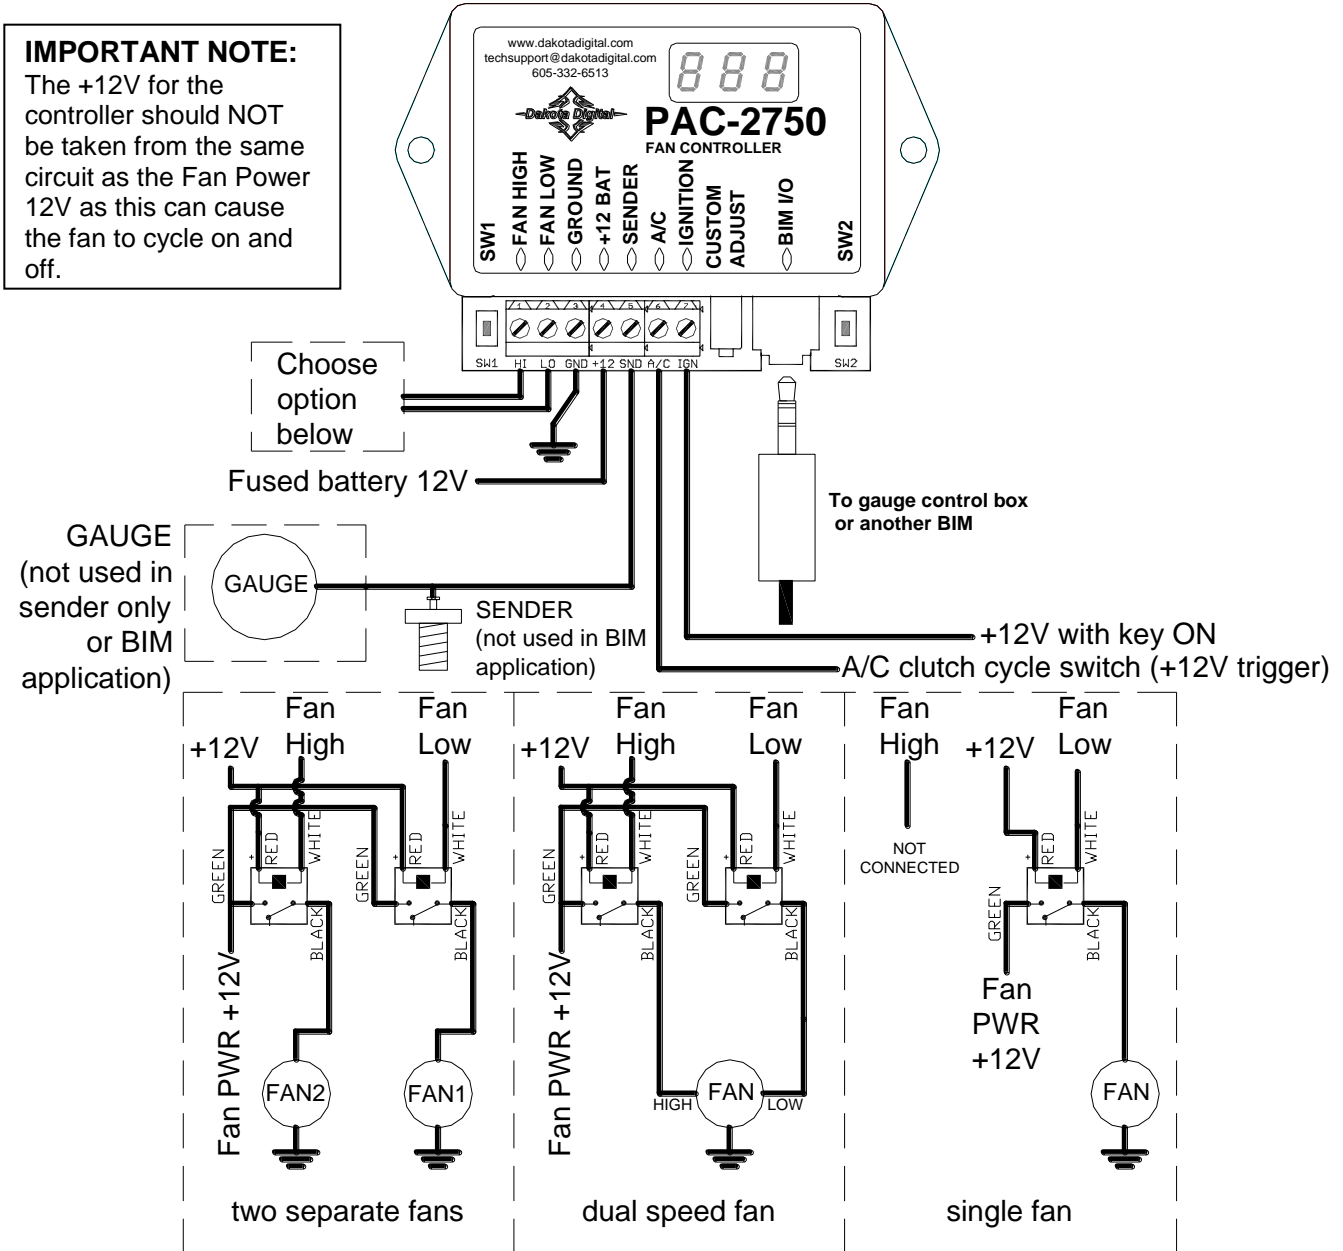 IMPORTANT NOTE:
The +12V for the
controller should NOT
be taken from the same
circuit as the Fan Power
12V as this can cause
the fan to cycle on and
off.
www.dakotadigital.com
techsupport@dakotadigital.com
605-332-6513
Dakota Digital
888
PAC-2750
FAN CONTROLLER
SW1
FAN HIGH
FAN LOW
GROUND
+12 BAT
SENDER
A/C
IGNITION
CUSTOM
ADJUST
BIM I/O
SW2
1 2 3 4 5 6 7
SW1 HI LO GND +12 SND A/C IGN SW2
Choose
option
below
Fused battery 12V
To gauge control box
or another BIM
GAUGE
(not used in
sender only
or BIM
application)
GAUGE
SENDER
(not used in BIM
application)
+12V with key ON
A/C clutch cycle switch (+12V trigger)
Fan
High
Fan
Low
+12V
GREEN
+
RED
WHITE
BLACK
GREEN
+
RED
WHITE
BLACK
Fan PWR +12V
FAN2
FAN1
two separate fans
Fan
High
Fan
Low
+12V
GREEN
+
RED
WHITE
BLACK
GREEN
+
RED
WHITE
BLACK
Fan PWR +12V
HIGH
FAN
LOW
dual speed fan
Fan
High
+12V
Fan
Low
NOT
CONNECTED
+
RED
WHITE
GREEN
BLACK
Fan
PWR
+12V
FAN
single fan